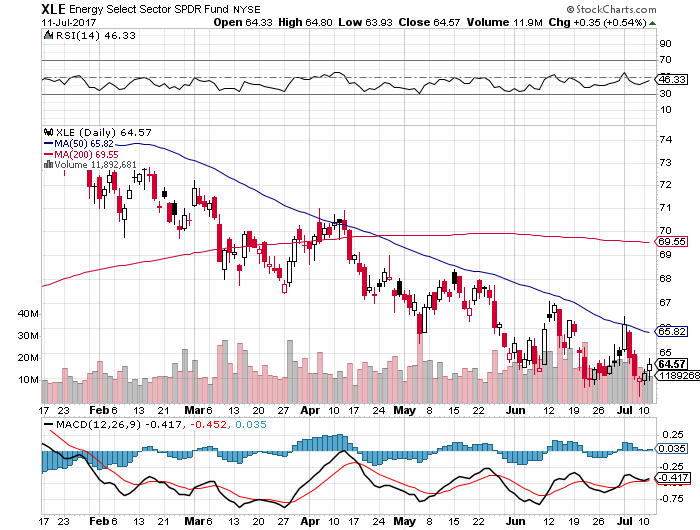 XLE Energy Select Sector SPDR Fund NYSE © StockCharts.com
11-Jul-2017 Open 64.33 High 64.80 Low 63.93 Close 64.57 Volume 11.9M Chg +0.35 (+0.54%)
RSI(14) 46.33
90
70
50
46.33
30
10
XLE (Daily) 64.57
MA(50) 65.82
MA(200) 69.55
Volume 11,892,681
74
73
72
71
70
69.55
69
68
67
66
65.82
65
64.57
11892681
40M
30M
20M
10M
17 23 Feb 6 13 21 27 Mar 6 13 20 27 Apr 10 17 24 May 8 15 22 Jun 12 19 26 Jul 10
MACD(12,26,9) -0.417, -0.452, 0.035
0.25
0.035
-0.25
-0.417
-0.75
17 23 Feb 6 13 21 27 Mar 6 13 20 27 Apr 10 17 24 May 8 15 22 Jun 12 19 26 Jul 10